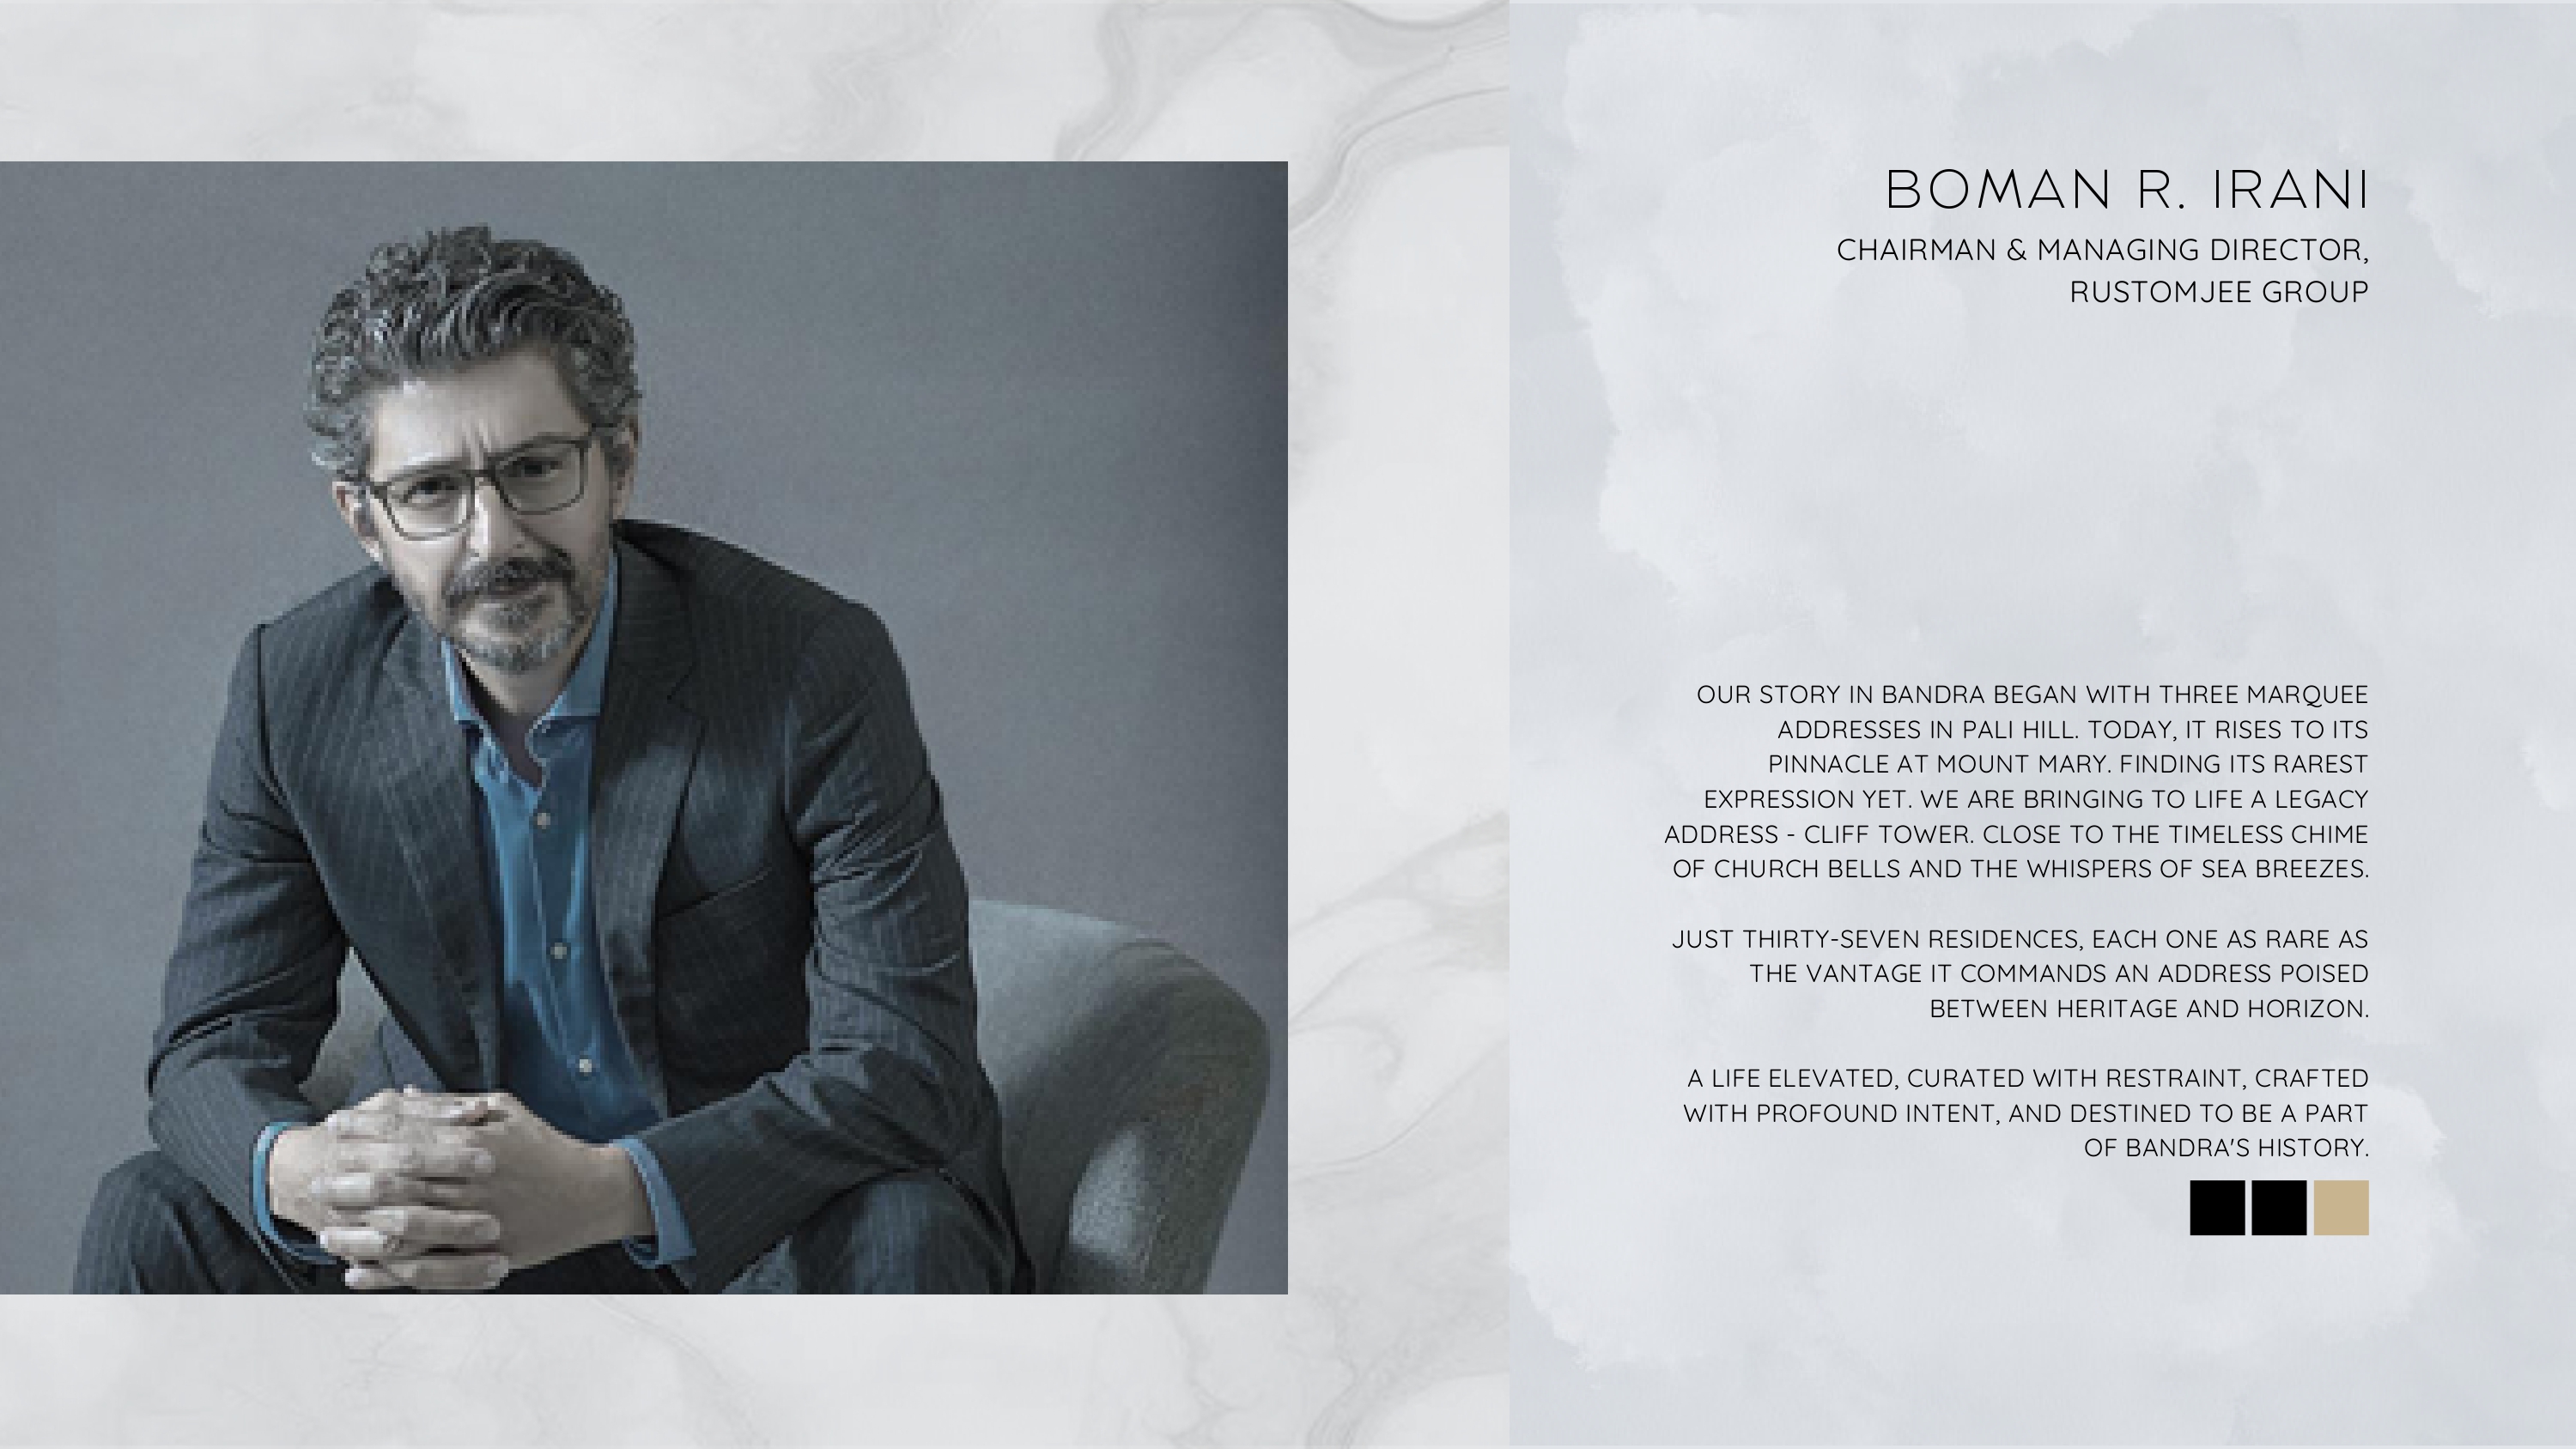 BOMAN R. IRANI
CHAIRMAN & MANAGING DIRECTOR,
RUSTOMJEE GROUP
OUR STORY IN BANDRA BEGAN WITH THREE MARQUEE
ADDRESSES IN PALI HILL. TODAY, IT RISES TO ITS
PINNACLE AT MOUNT MARY. FINDING ITS RAREST
EXPRESSION YET. WE ARE BRINGING TO LIFE A LEGACY
ADDRESS - CLIFF TOWER. CLOSE TO THE TIMELESS CHIME
OF CHURCH BELLS AND THE WHISPERS OF SEA BREEZES.
JUST THIRTY-SEVEN RESIDENCES, EACH ONE AS RARE AS
THE VANTAGE IT COMMANDS AN ADDRESS POISED
BETWEEN HERITAGE AND HORIZON.
A LIFE ELEVATED, CURATED WITH RESTRAINT, CRAFTED
WITH PROFOUND INTENT, AND DESTINED TO BE A PART
OF BANDRA'S HISTORY.